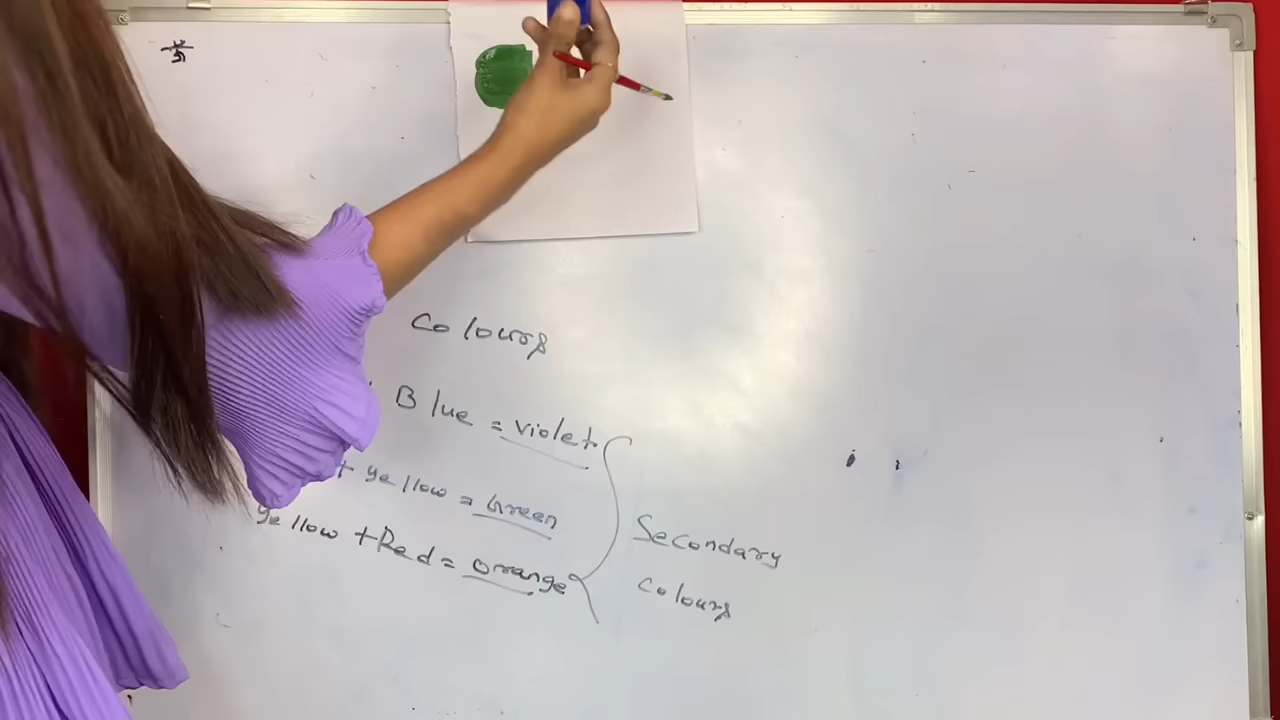 Colours
Blue = violet
+ yellow = Green
yellow + Red = orange
Secondary
colours